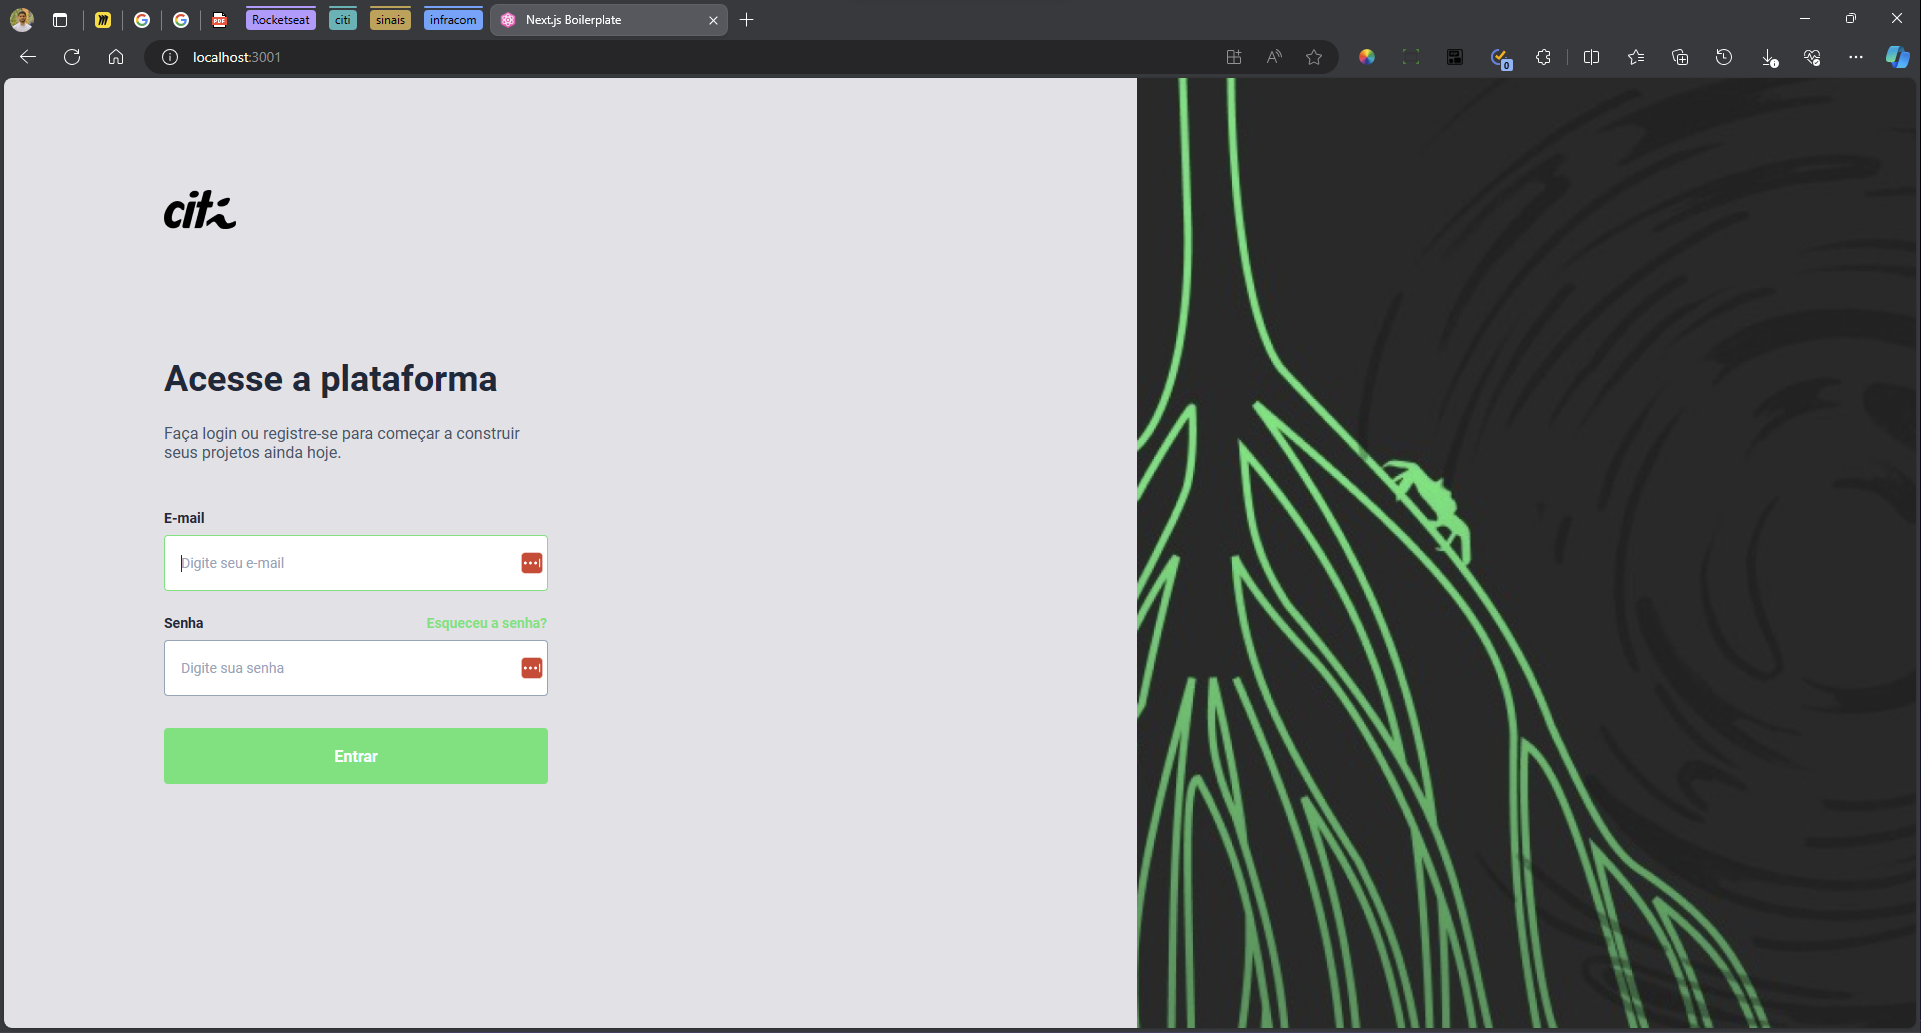 Rocketseat
citi
sinais
infracom
Next.js Boilerplate
localhost:3001
0
citi
Acesse a plataforma
Faça login ou registre-se para começar a construir
seus projetos ainda hoje.
E-mail
Digite seu e-mail
Senha
Esqueceu a senha?
Digite sua senha
Entrar